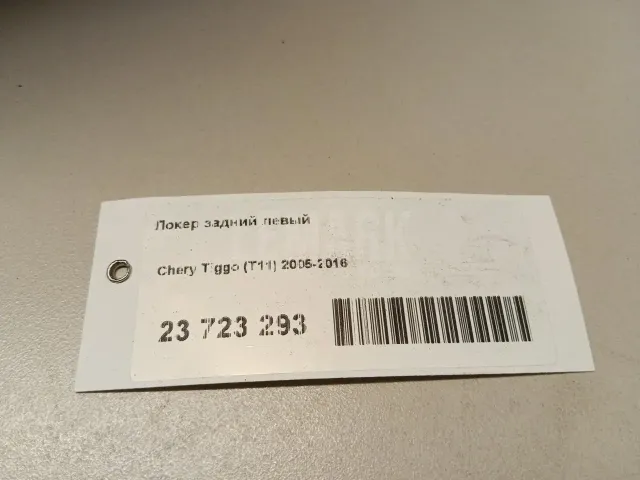 Локер задний левый
Chery Tiggo (T11) 2005-2016
23 723 293